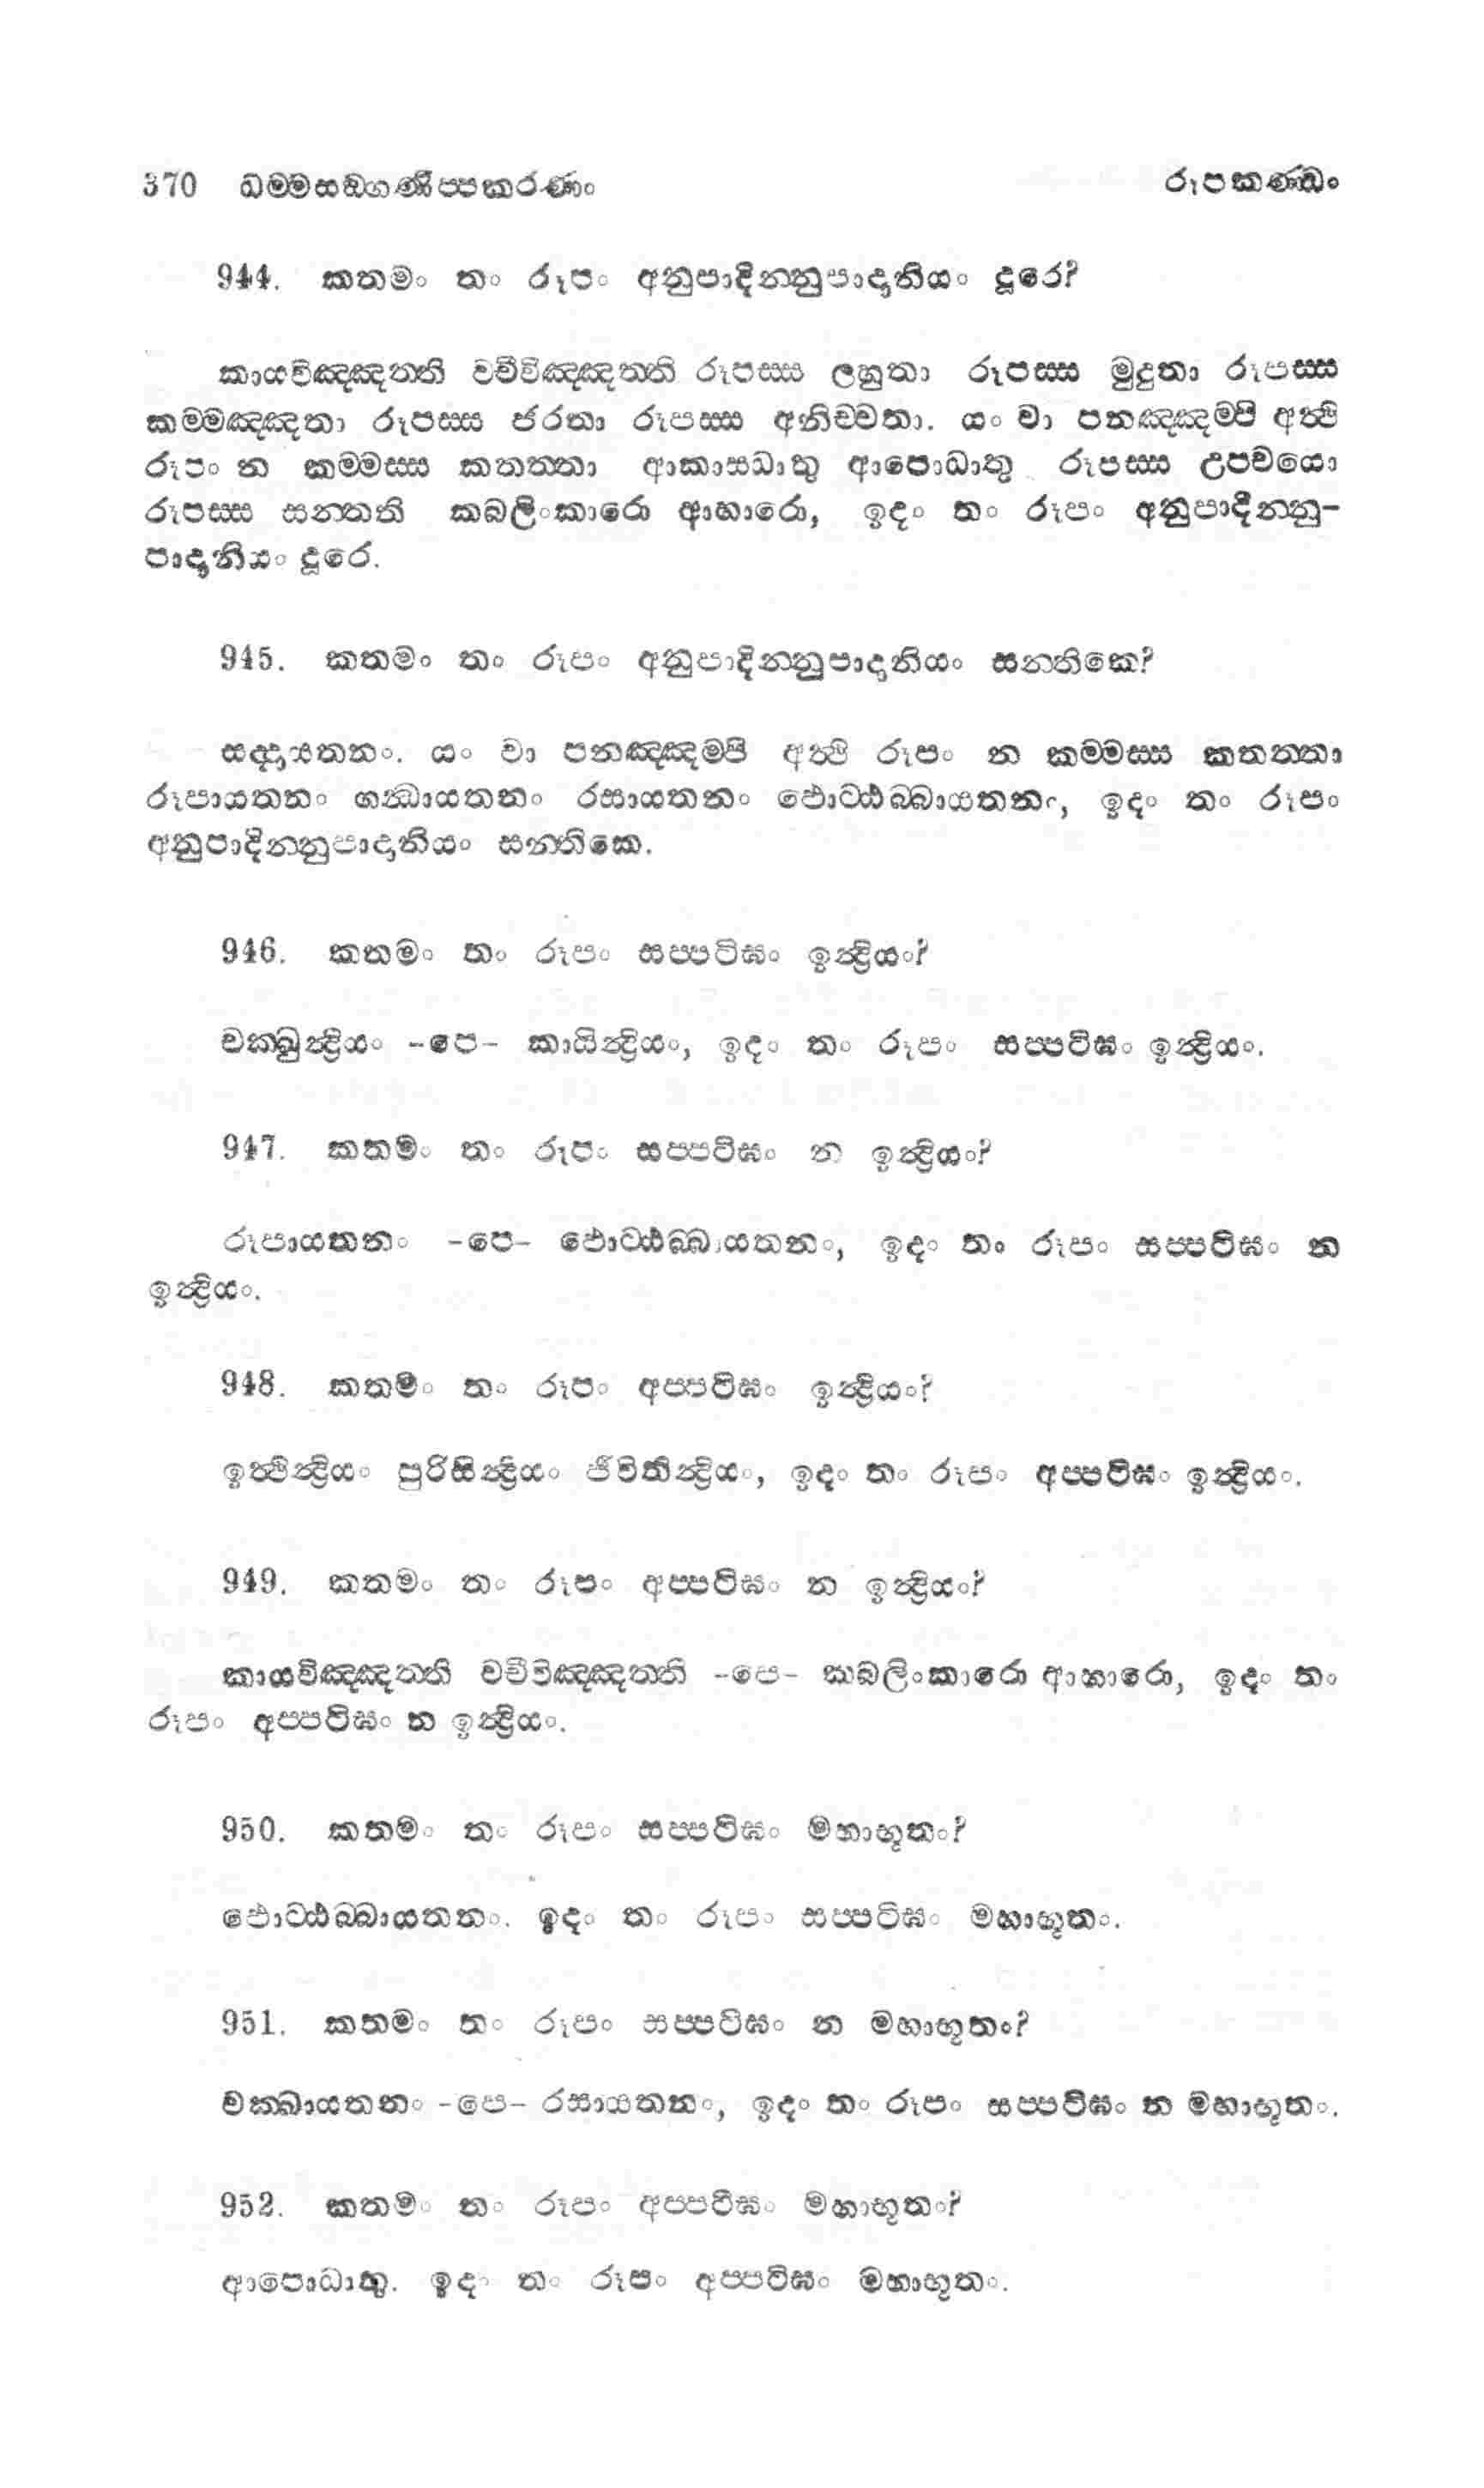 370 ධම්මසඞ්ගණිප්පකරණං රූපකණ්ඩං
944. කතමං තං රූපං අනුපාදින්නුපාදානියං දූරෙ?
කායවිඤ්ඤත්ති වචීවිඤ්ඤත්ති රූපස්ස ලහුතා රූපස්ස මුදුතා රූපස්ස
කම්මඤ්ඤතා රූපස්ස ජරතා රූපස්ස අනිච්චතා. යං වා පනඤ්ඤම්පි අත්ථි
රූපං න කම්මස්ස කතත්තා ආකාසධාතු ආපොධාතු රූපස්ස උපචයො
රූපස්ස සන්තති කබලිංකාරො ආහාරො, ඉදං තං රූපං අනුපාදින්නු-
පාදානියං දූරෙ.
945. කතමං තං රූපං අනුපාදින්නුපාදානියං සන්තිකෙ?
සද්දායතනං. යං වා පනඤ්ඤම්පි අත්ථි රූපං න කම්මස්ස කතත්තා
රූපායතනං ගන්ධායතනං රසායතනං ඵොට්ඨබ්බායතනං, ඉදං තං රූපං
අනුපාදින්නුපාදානියං සන්තිකෙ.
946. කතමං තං රූපං සප්පටිඝං ඉන්ද්‍රියං?
චක්ඛුන්ද්‍රියං -පෙ- කායින්ද්‍රියං, ඉදං තං රූපං සප්පටිඝං ඉන්ද්‍රියං.
947. කතමං තං රූපං සප්පටිඝං න ඉන්ද්‍රියං?
රූපායතනං -පෙ- ඵොට්ඨබ්බායතනං, ඉදං තං රූපං සප්පටිඝං න
ඉන්ද්‍රියං.
948. කතමං තං රූපං අප්පටිඝං ඉන්ද්‍රියං?
ඉත්ථින්ද්‍රියං පුරිසින්ද්‍රියං ජීවිතින්ද්‍රියං, ඉදං තං රූපං අප්පටිඝං ඉන්ද්‍රියං.
949. කතමං තං රූපං අප්පටිඝං න ඉන්ද්‍රියං?
කායවිඤ්ඤත්ති වචීවිඤ්ඤත්ති -පෙ- කබලිංකාරො ආහාරො, ඉදං තං
රූපං අප්පටිඝං න ඉන්ද්‍රියං.
950. කතමං තං රූපං සප්පටිඝං මහාභූතං?
ඵොට්ඨබ්බායතනං. ඉදං තං රූපං සප්පටිඝං මහාභූතං.
951. කතමං තං රූපං සප්පටිඝං න මහාභූතං?
චක්ඛායතනං -පෙ- රසායතනං, ඉදං තං රූපං සප්පටිඝං න මහාභූතං.
952. කතමං තං රූපං අප්පටිඝං මහාභූතං?
ආපොධාතු. ඉදං තං රූපං අප්පටිඝං මහාභූතං.